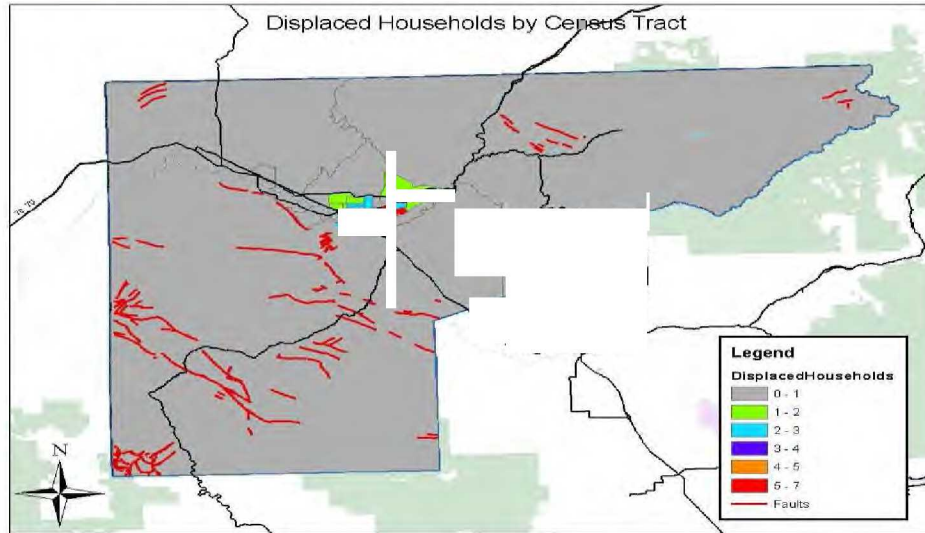 Displaced Households by Census Tract
N
Legend
DisplacedHouseholds
0 - 1
1 - 2
2 - 3
3 - 4
4 - 5
5 - 7
Faults